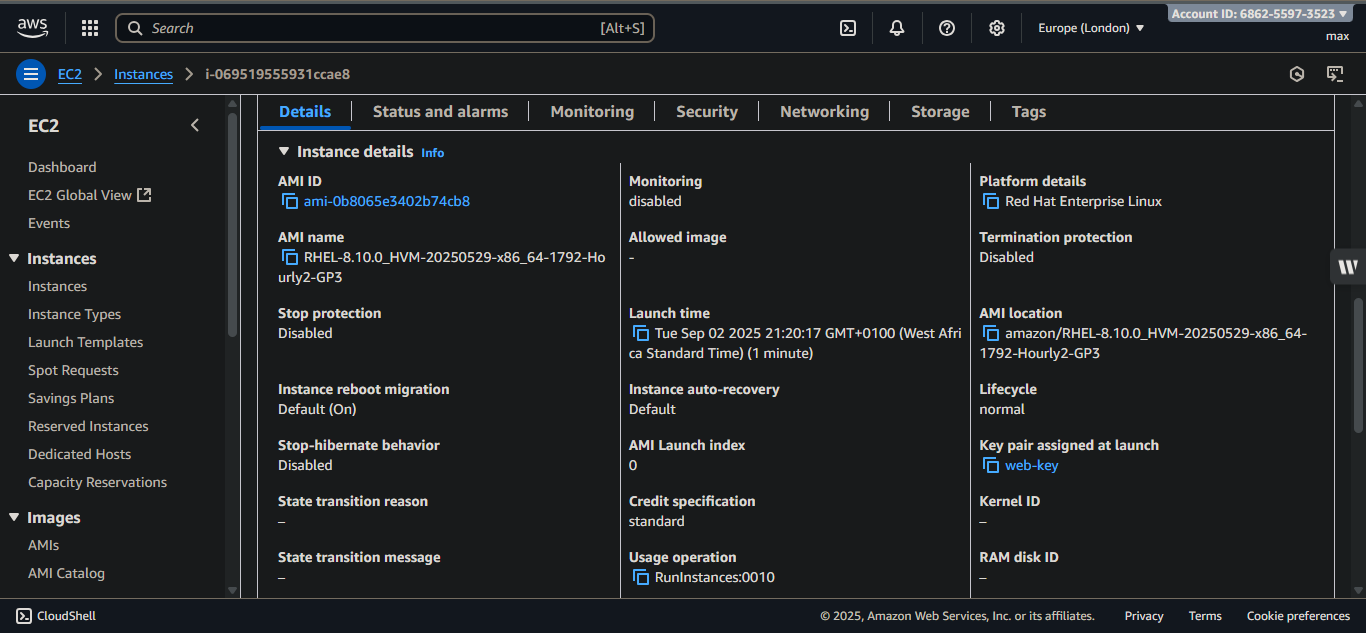 aws
Search [Alt+S]
Europe (London)
Account ID: 6862-5597-3523
max
EC2
Instances
i-069519555931ccae8
EC2
Dashboard
EC2 Global View
Events
Instances
Instances
Instance Types
Launch Templates
Spot Requests
Savings Plans
Reserved Instances
Dedicated Hosts
Capacity Reservations
Images
AMIs
AMI Catalog
Details
Status and alarms
Monitoring
Security
Networking
Storage
Tags
Instance details Info
AMI ID
ami-0b8065e3402b74cb8
Monitoring
disabled
Platform details
Red Hat Enterprise Linux
AMI name
RHEL-8.10.0_HVM-20250529-x86_64-1792-Ho
urly2-GP3
Allowed image
-
Termination protection
Disabled
Stop protection
Disabled
Launch time
Tue Sep 02 2025 21:20:17 GMT+0100 (West Afri
ca Standard Time) (1 minute)
AMI location
amazon/RHEL-8.10.0_HVM-20250529-x86_64-
1792-Hourly2-GP3
Instance reboot migration
Default (On)
Instance auto-recovery
Default
Lifecycle
normal
Stop-hibernate behavior
Disabled
AMI Launch index
0
Key pair assigned at launch
web-key
State transition reason
–
Credit specification
standard
Kernel ID
–
State transition message
–
Usage operation
RunInstances:0010
RAM disk ID
–
W
CloudShell
© 2025, Amazon Web Services, Inc. or its affiliates.
Privacy
Terms
Cookie preferences